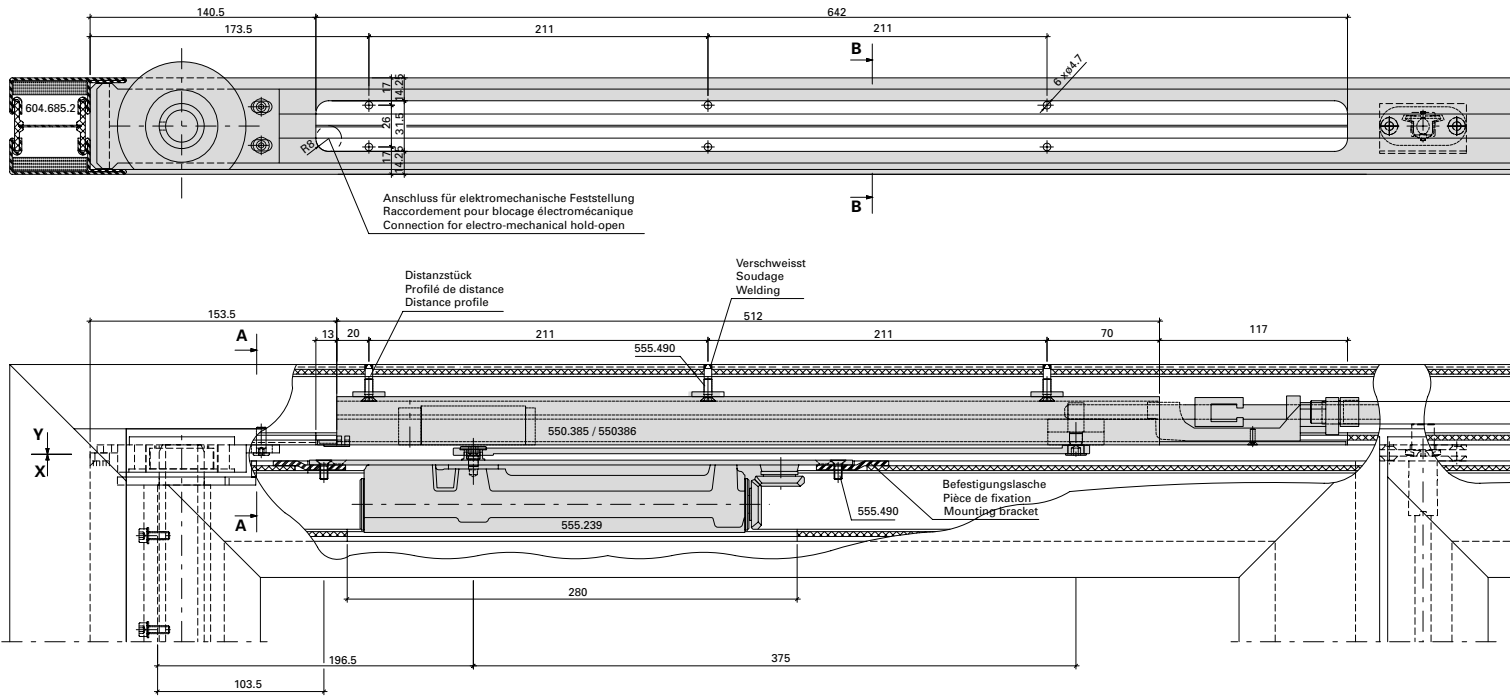 140.5
642
173.5
211
211
B
6 xø4.7
17
14.25
604.685.2
26
31.5
R8
17
14.25
B
Anschluss für elektromechanische Feststellung
Raccordement pour blocage électromécanique
Connection for electro-mechanical hold-open
Verschweisst
Soudage
Welding
Distanzstück
Profilé de distance
Distance profile
153.5
512
A
13
20
211
211
70
117
555.490
Y
X
550.385 / 550386
Befestigungslasche
Pièce de fixation
Mounting bracket
555.490
A
555.239
280
196.5
375
103.5